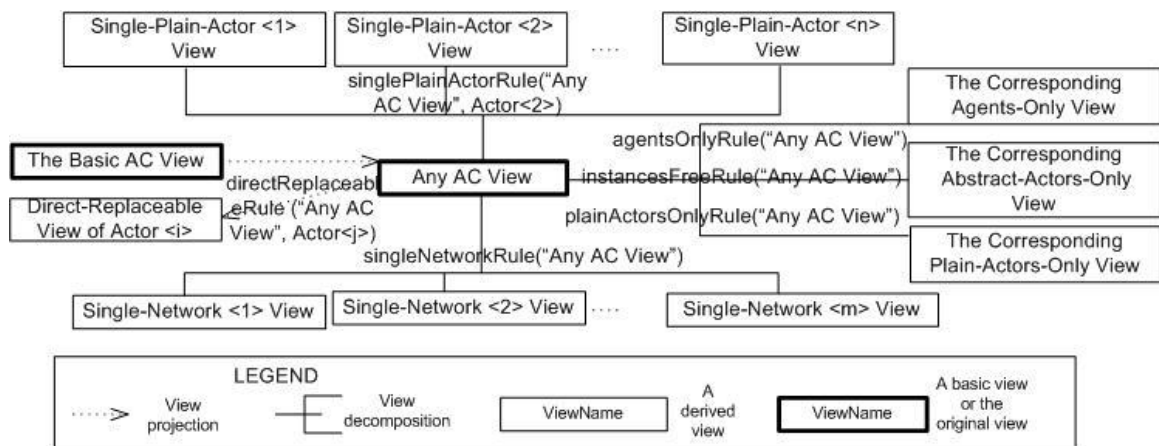 Single-Plain-Actor <1>
View
Single-Plain-Actor <2>
View
....
Single-Plain-Actor <n>
View
singlePlainActorRule("Any
AC View", Actor<2>)
The Corresponding
Agents-Only View
agentsOnlyRule("Any AC View")
The Basic AC View
Any AC View
instancesFreeRule("Any AC View")
The Corresponding
Abstract-Actors-Only
View
directReplaceabl
eRule ("Any AC
View", Actor<j>)
Direct-Replaceable
View of Actor <i>
plainActorsOnlyRule("Any AC View")
The Corresponding
Plain-Actors-Only View
singleNetworkRule("Any AC View")
Single-Network <1> View
Single-Network <2> View
....
Single-Network <m> View
LEGEND
View
projection
View
decomposition
ViewName
A
derived
view
ViewName
A basic view
or the
original view